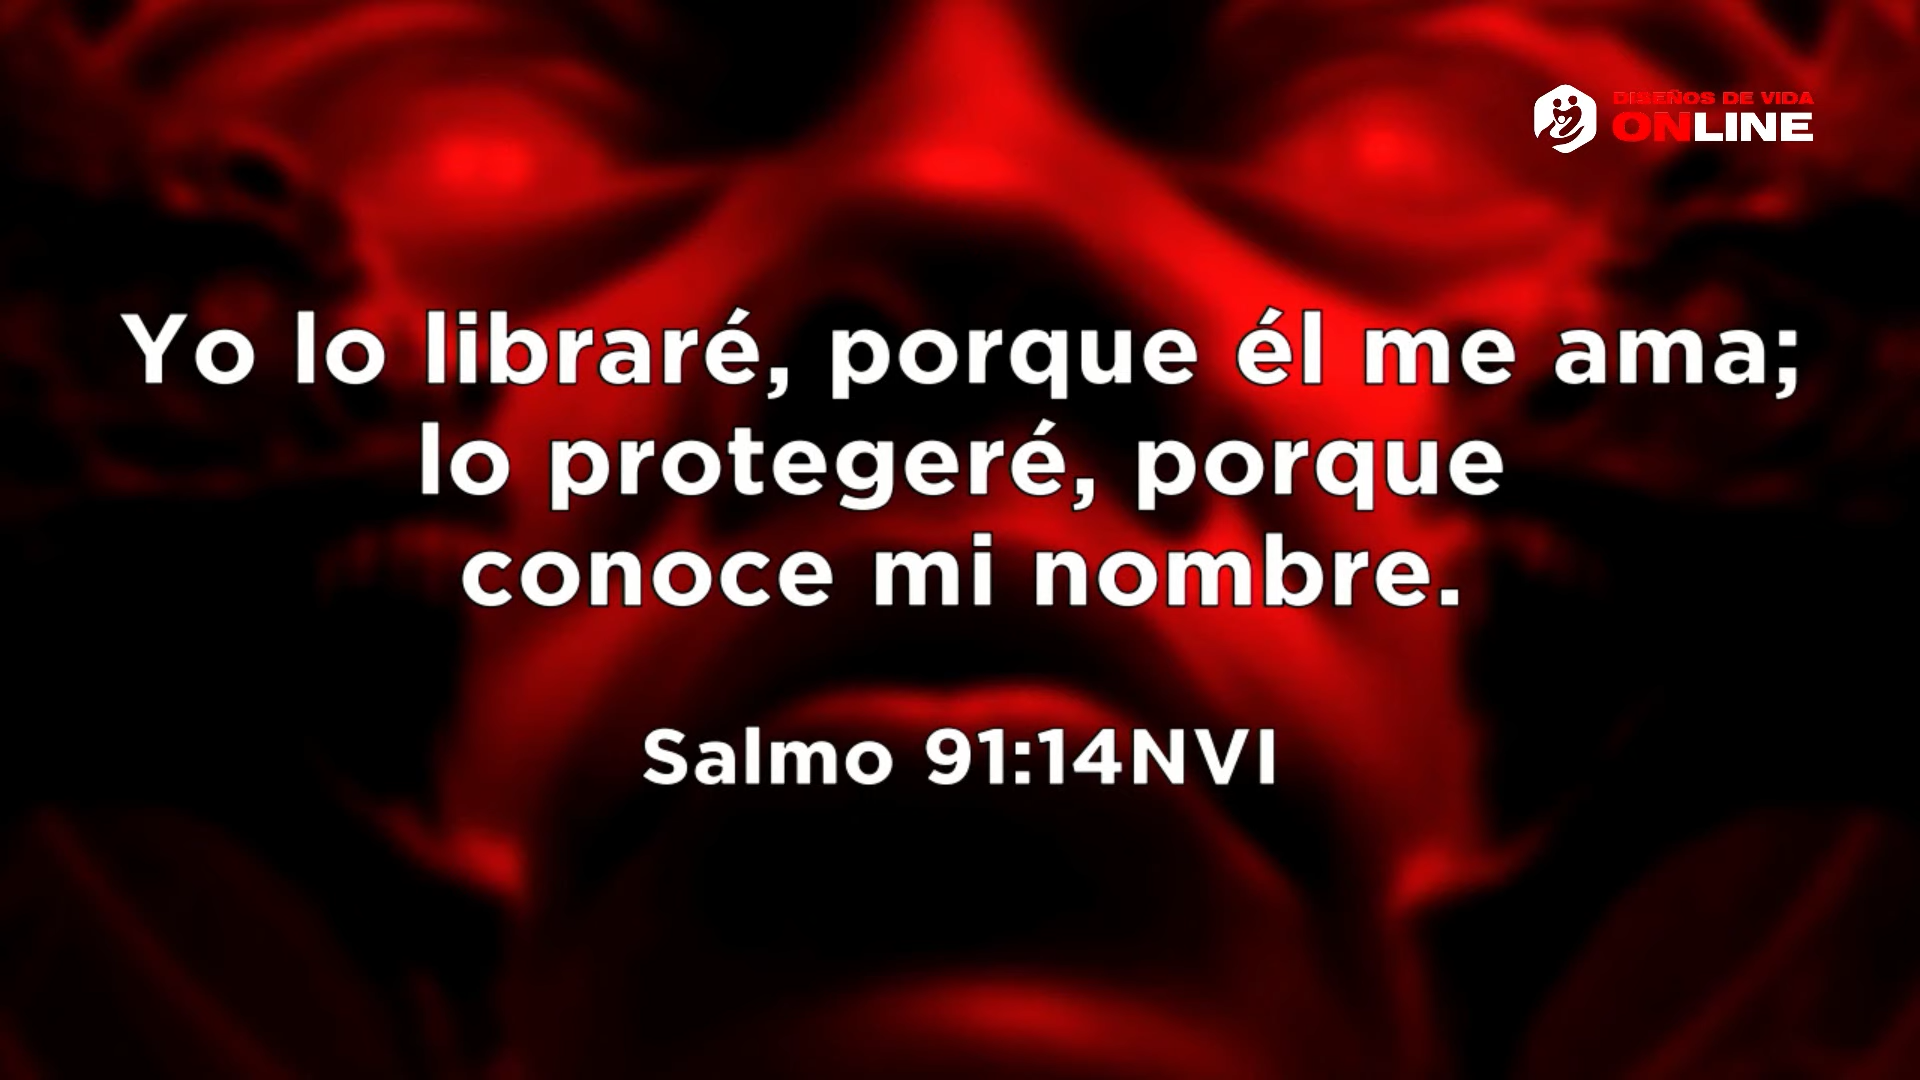 DISEÑOS DE VIDA
ONLINE
Yo lo libraré, porque él me ama;
lo protegeré, porque
conoce mi nombre.
Salmo 91:14NVI